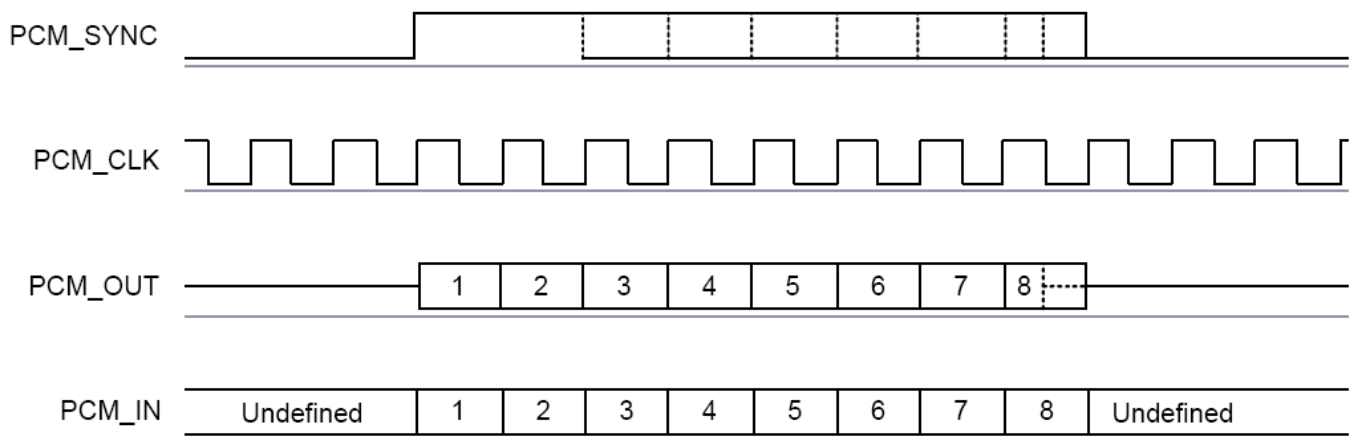 PCM_SYNC
PCM_CLK
PCM_OUT 1 2 3 4 5 6 7 8
PCM_IN Undefined 1 2 3 4 5 6 7 8 Undefined